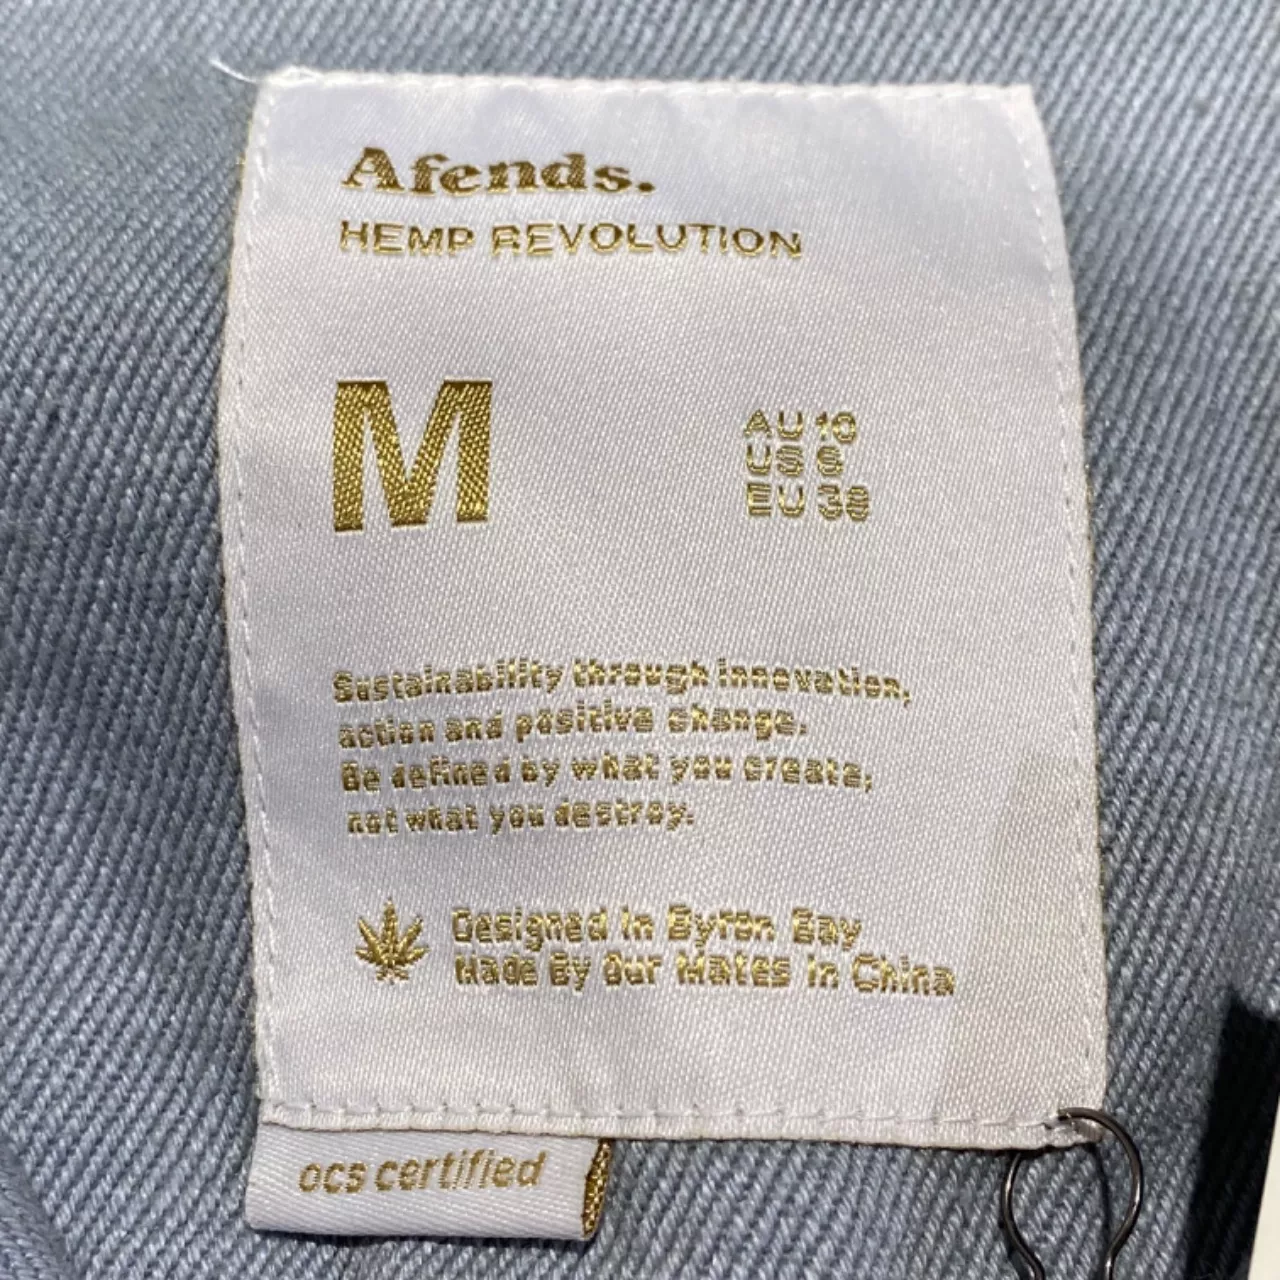 Afends.
HEMP REVOLUTION
M
AU 10
US 6
EU 38
Sustainability through innovation,
action and positive change.
Be defined by what you create,
not what you destroy.
Designed in Byron Bay
Made By Our Mates in China
ocs certified